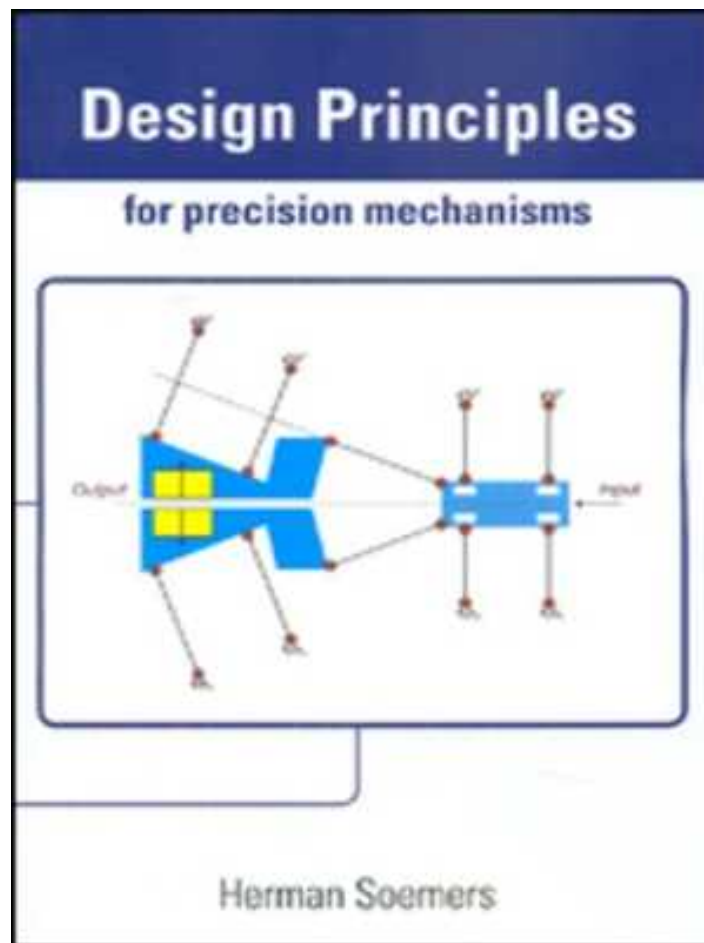 Design Principles
for precision mechanisms
Output
Input
Herman Soemers